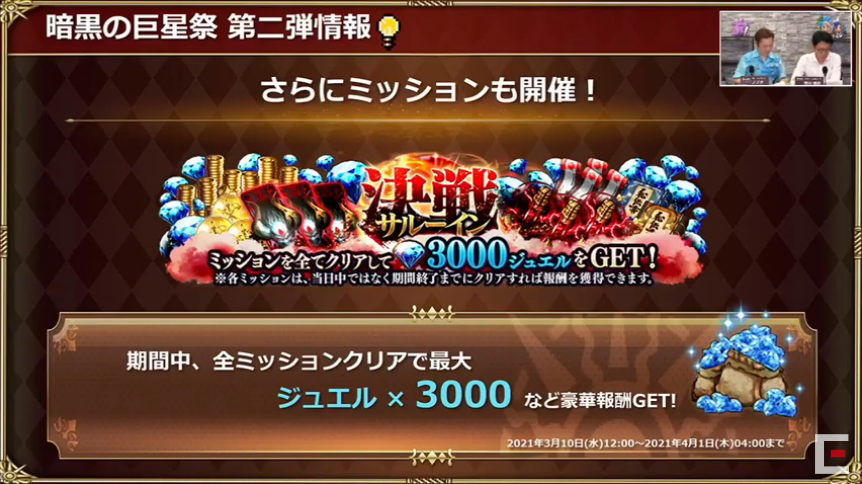 暗黒の巨星祭 第二弾情報
さらにミッションも開催！
決戦
サルーイン
ミッションを全てクリアして 3000ジュエルをGET!
※各ミッションは、当日中ではなく期間終了までにクリアすれば報酬を獲得できます。
期間中、全ミッションクリアで最大
ジュエル × 3000 など豪華報酬GET!
2021年3月10日(水)12:00～2021年4月1日(木)04:00まで